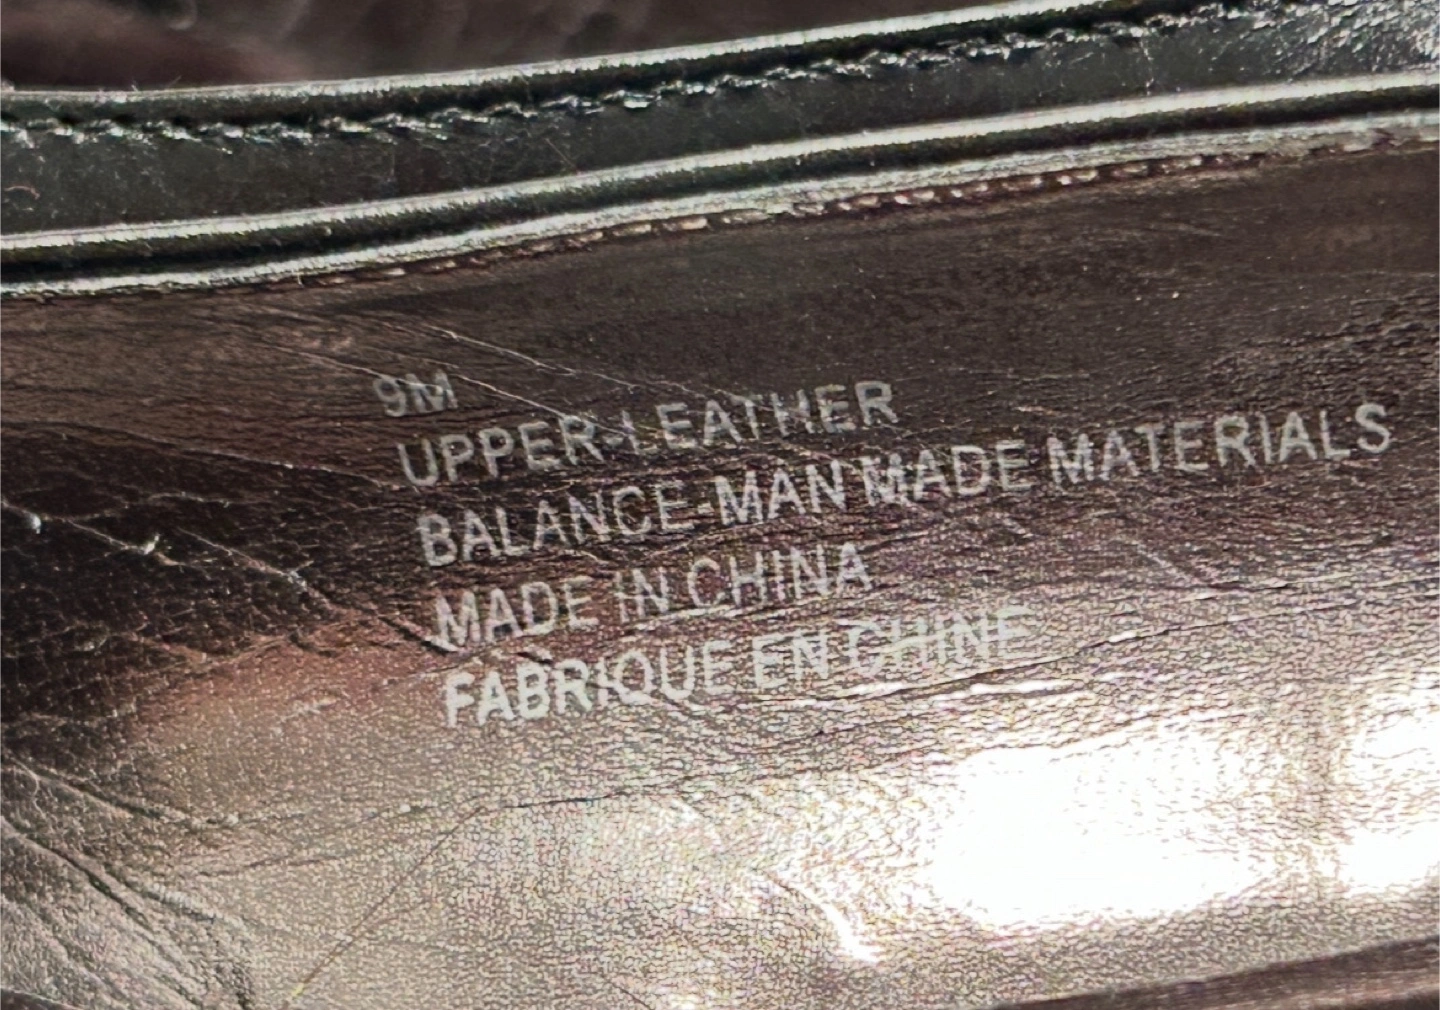 9M
UPPER-LEATHER
BALANCE-MAN MADE MATERIALS
MADE IN CHINA
FABRIQUE EN CHINE